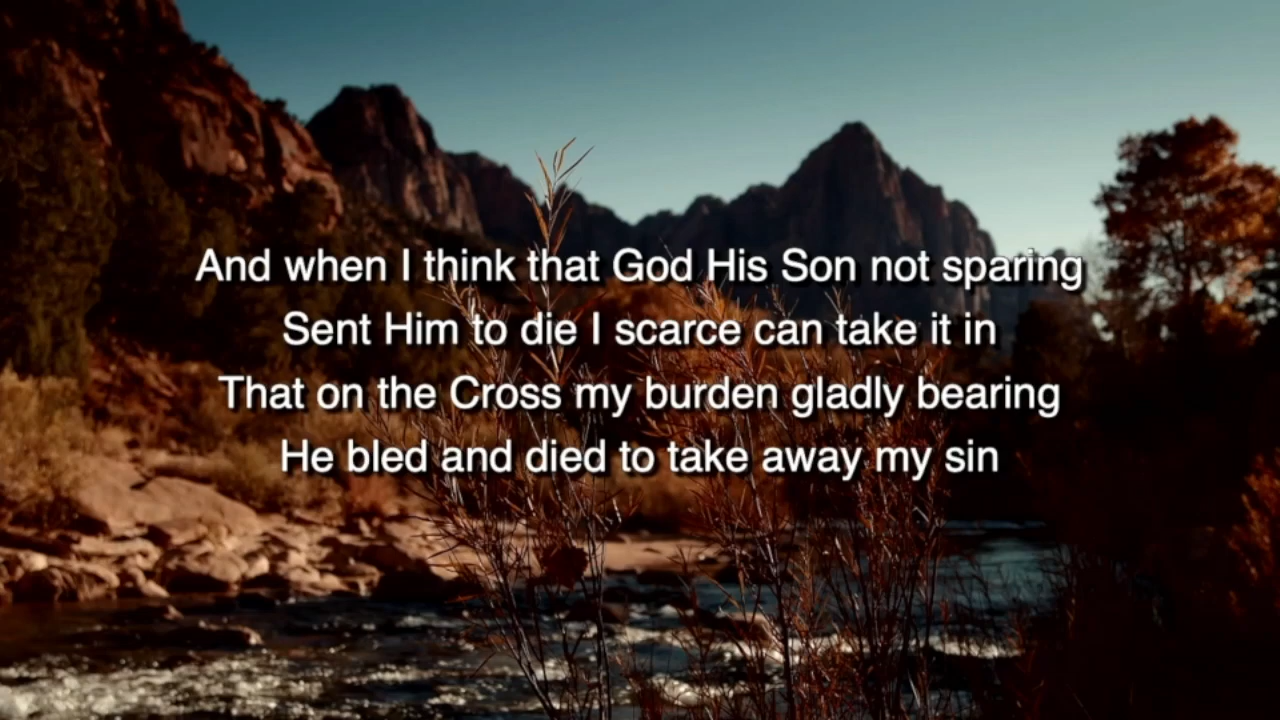 And when I think that God His Son not sparing
Sent Him to die I scarce can take it in
That on the Cross my burden gladly bearing
He bled and died to take away my sin